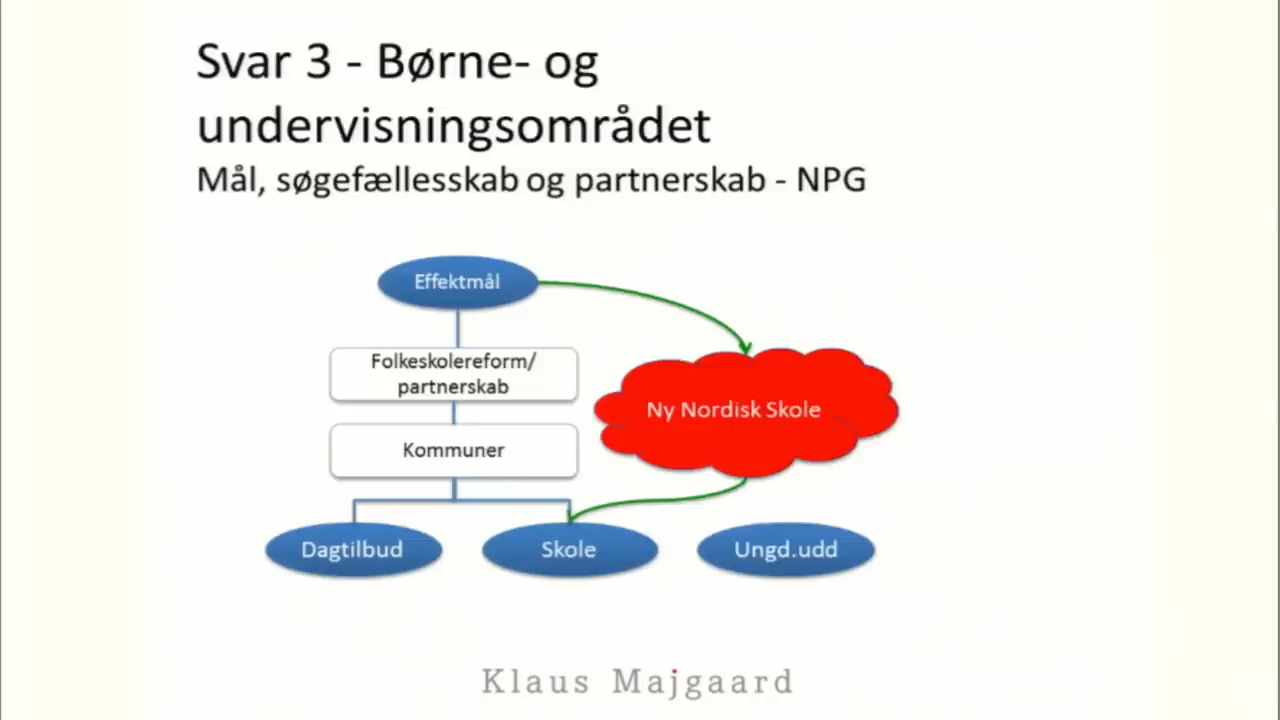 Svar 3 - Børne- og
undervisningsområdet
Mål, søgefællesskab og partnerskab - NPG
Effektmål
Folkeskolereform/
partnerskab
Ny Nordisk Skole
Kommuner
Dagtilbud
Skole
Ungd.udd
Klaus Majgaard